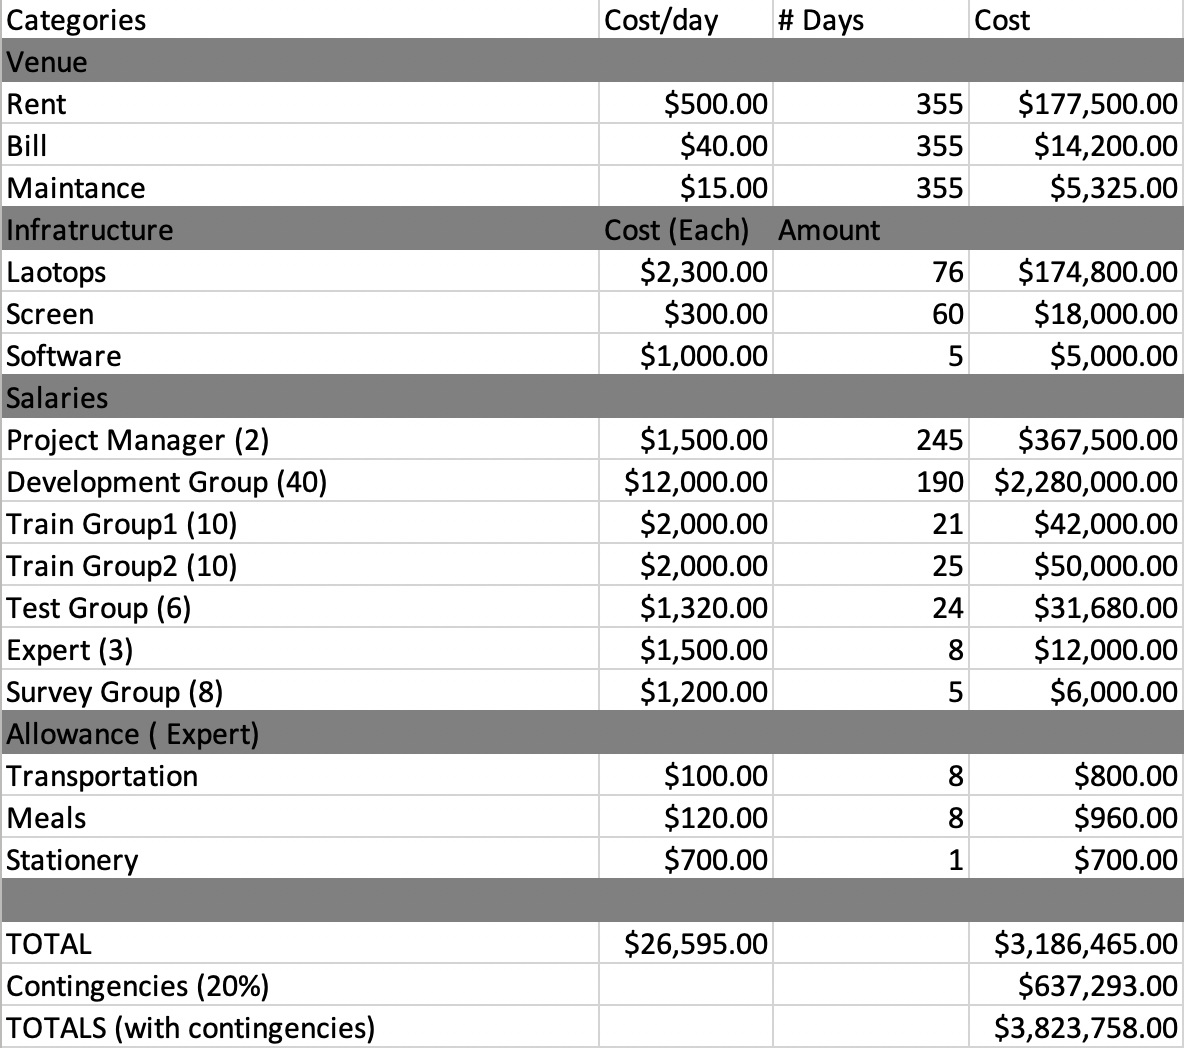 Categories Cost/day # Days Cost
Venue
Rent $500.00 355 $177,500.00
Bill $40.00 355 $14,200.00
Maintance $15.00 355 $5,325.00
Infratructure Cost (Each) Amount
Laotops $2,300.00 76 $174,800.00
Screen $300.00 60 $18,000.00
Software $1,000.00 5 $5,000.00
Salaries
Project Manager (2) $1,500.00 245 $367,500.00
Development Group (40) $12,000.00 190 $2,280,000.00
Train Group1 (10) $2,000.00 21 $42,000.00
Train Group2 (10) $2,000.00 25 $50,000.00
Test Group (6) $1,320.00 24 $31,680.00
Expert (3) $1,500.00 8 $12,000.00
Survey Group (8) $1,200.00 5 $6,000.00
Allowance ( Expert)
Transportation $100.00 8 $800.00
Meals $120.00 8 $960.00
Stationery $700.00 1 $700.00
TOTAL $26,595.00 $3,186,465.00
Contingencies (20%) $637,293.00
TOTALS (with contingencies) $3,823,758.00